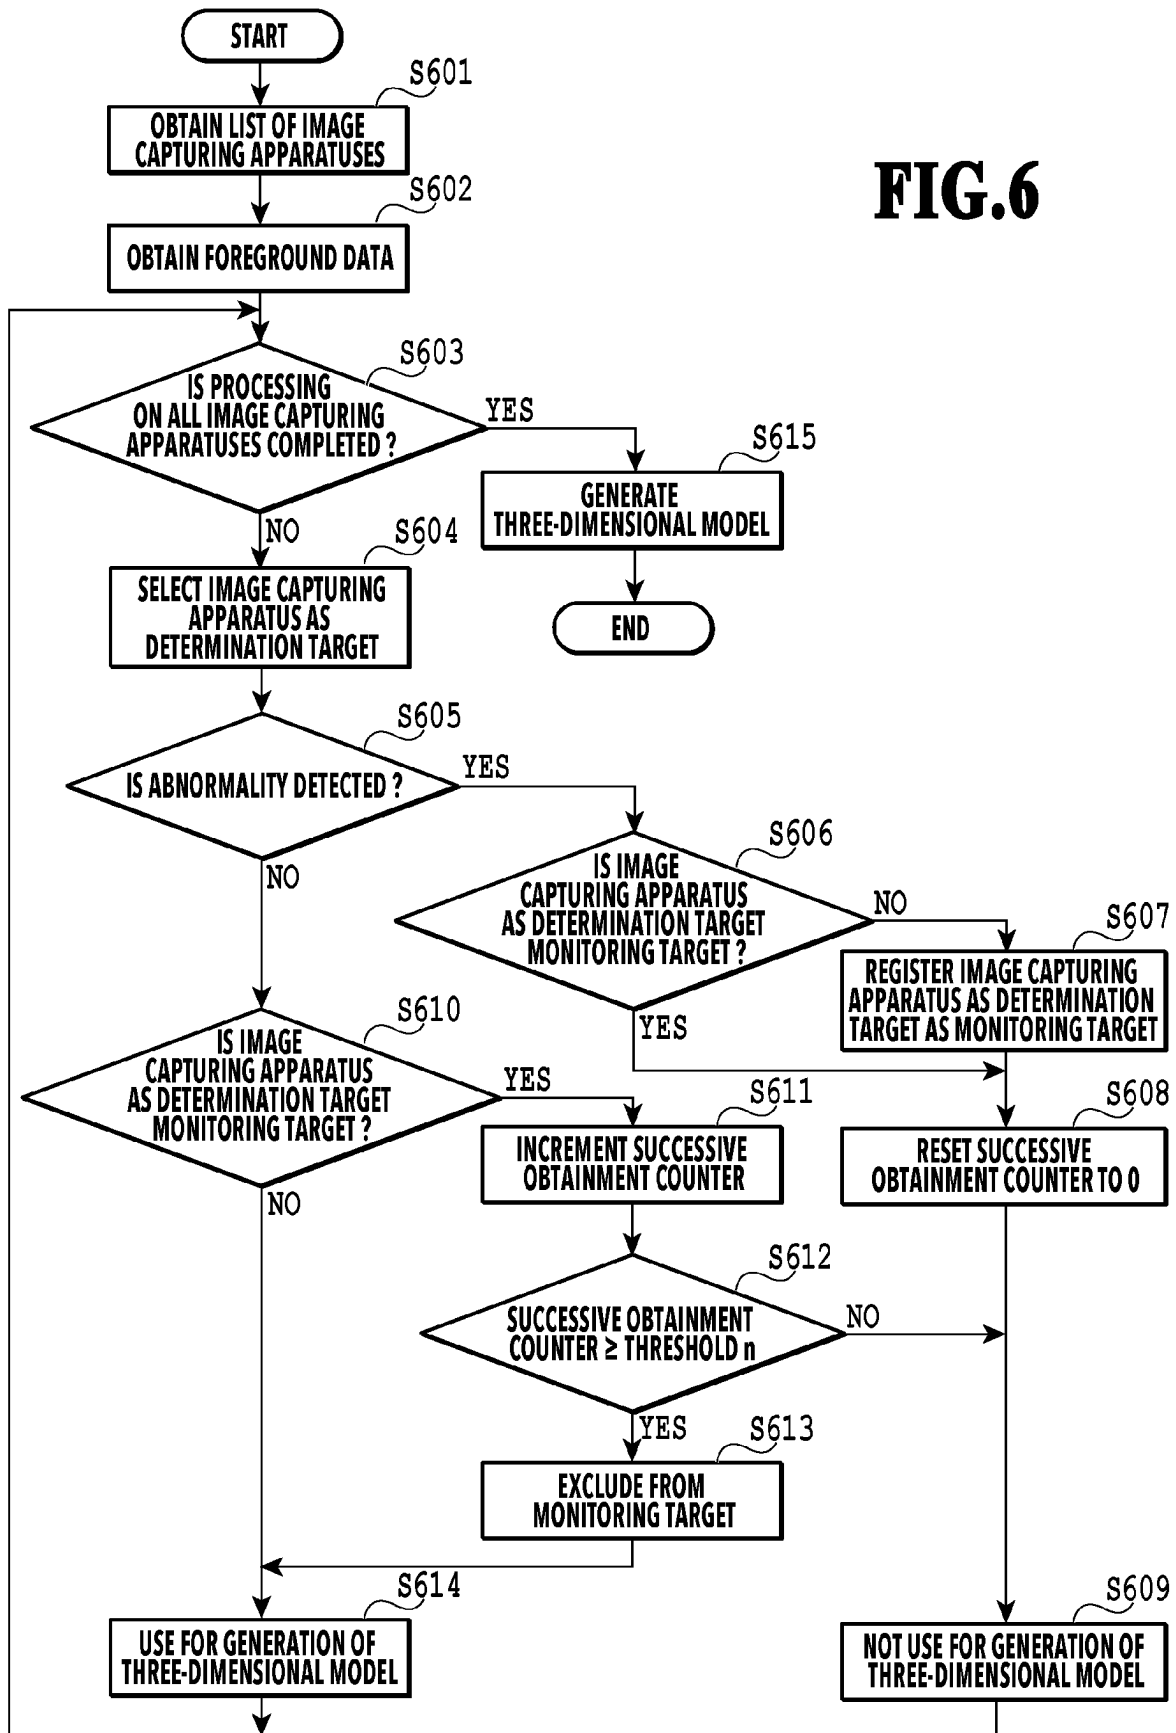 START
S601
OBTAIN LIST OF IMAGE
CAPTURING APPARATUSES
FIG.6
S602
OBTAIN FOREGROUND DATA
S603
IS PROCESSING
ON ALL IMAGE CAPTURING
APPARATUSES COMPLETED ?
YES
NO
S615
GENERATE
THREE-DIMENSIONAL MODEL
END
S604
SELECT IMAGE CAPTURING
APPARATUS AS
DETERMINATION TARGET
S605
IS ABNORMALITY DETECTED ?
YES
NO
S606
IS IMAGE
CAPTURING APPARATUS
AS DETERMINATION TARGET
MONITORING TARGET ?
NO
YES
S607
REGISTER IMAGE CAPTURING
APPARATUS AS DETERMINATION
TARGET AS MONITORING TARGET
S608
RESET SUCCESSIVE
OBTAINMENT COUNTER TO 0
S610
IS IMAGE
CAPTURING APPARATUS
AS DETERMINATION TARGET
MONITORING TARGET ?
YES
NO
S611
INCREMENT SUCCESSIVE
OBTAINMENT COUNTER
S612
SUCCESSIVE OBTAINMENT
COUNTER ≥ THRESHOLD n
NO
YES
S613
EXCLUDE FROM
MONITORING TARGET
S614
USE FOR GENERATION OF
THREE-DIMENSIONAL MODEL
S609
NOT USE FOR GENERATION OF
THREE-DIMENSIONAL MODEL